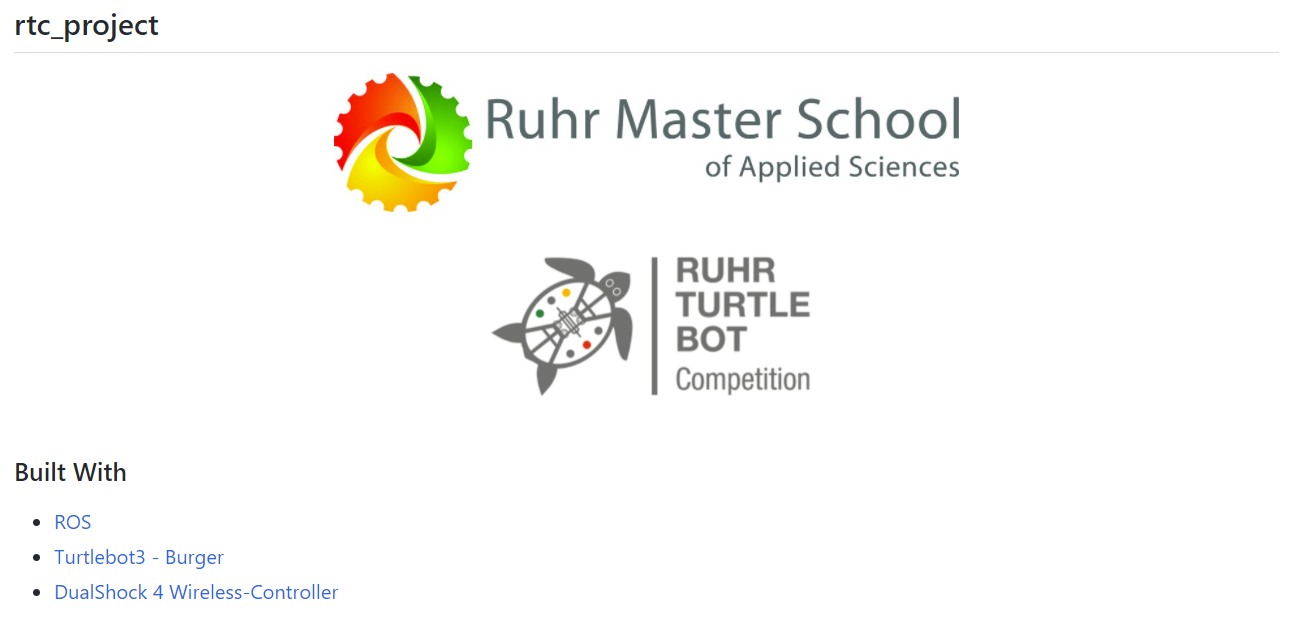 rtc_project
Ruhr Master School
of Applied Sciences
RUHR
TURTLE
BOT
Competition
Built With
ROS
Turtlebot3 - Burger
DualShock 4 Wireless-Controller